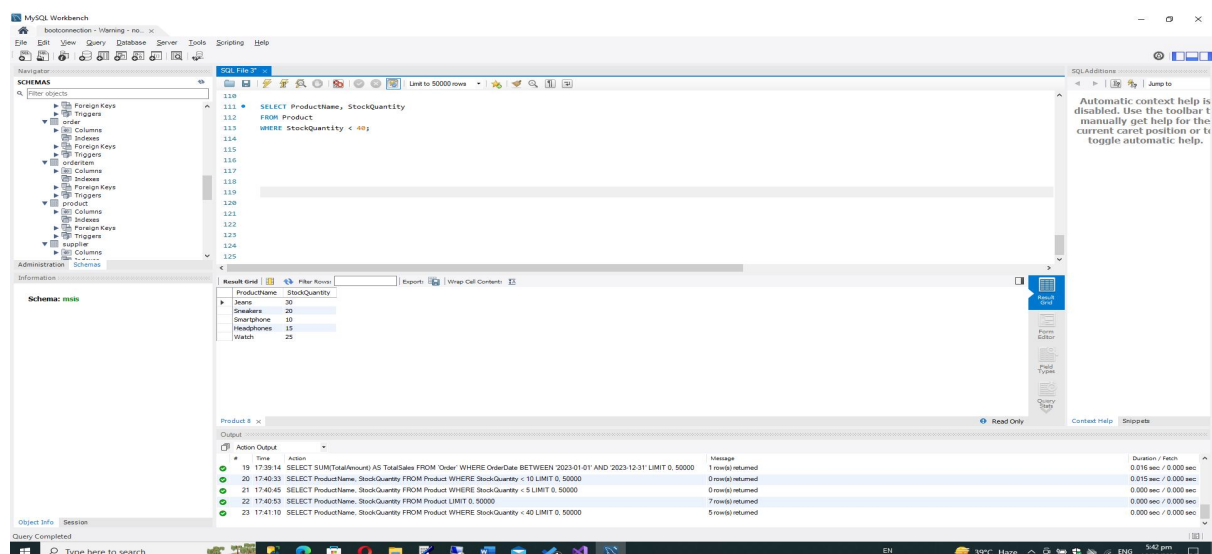 MySQL Workbench
bootconnection - Warning - no... ×
File Edit View Query Database Server Tools Scripting Help
Navigator
SCHEMAS
Filter objects
Foreign Keys
Triggers
order
Columns
Indexes
Foreign Keys
Triggers
orderitem
Columns
Indexes
Foreign Keys
Triggers
product
Columns
Indexes
Foreign Keys
Triggers
supplier
Columns
Administration Schemas
Information
Schema: msis
Object Info Session
Query Completed
SQL File 3* ×
Limit to 50000 rows
110
111 SELECT ProductName, StockQuantity
112 FROM Product
113 WHERE StockQuantity < 40;
114
115
116
117
118
119
120
121
122
123
124
125
Result Grid Filter Rows: Export: Wrap Cell Content:
ProductName StockQuantity
Jeans 30
Sneakers 20
Smartphone 10
Headphones 15
Watch 25
Result Grid
Form Editor
Field Types
Query Stats
Product 8 × Read Only
Output
Action Output
# Time Action Message Duration / Fetch
19 17:39:14 SELECT SUM(TotalAmount) AS TotalSales FROM `Order` WHERE OrderDate BETWEEN '2023-01-01' AND '2023-12-31' LIMIT 0, 50000 1 row(s) returned 0.016 sec / 0.000 sec
20 17:40:33 SELECT ProductName, StockQuantity FROM Product WHERE StockQuantity < 10 LIMIT 0, 50000 0 row(s) returned 0.015 sec / 0.000 sec
21 17:40:45 SELECT ProductName, StockQuantity FROM Product WHERE StockQuantity < 5 LIMIT 0, 50000 0 row(s) returned 0.000 sec / 0.000 sec
22 17:40:53 SELECT ProductName, StockQuantity FROM Product LIMIT 0, 50000 7 row(s) returned 0.000 sec / 0.000 sec
23 17:41:10 SELECT ProductName, StockQuantity FROM Product WHERE StockQuantity < 40 LIMIT 0, 50000 5 row(s) returned 0.000 sec / 0.000 sec
SQLAdditions
Jump to
Automatic context help is
disabled. Use the toolbar t
manually get help for the
current caret position or to
toggle automatic help.
Context Help Snippets
Type here to search
EN
39°C Haze
ENG
5:42 pm